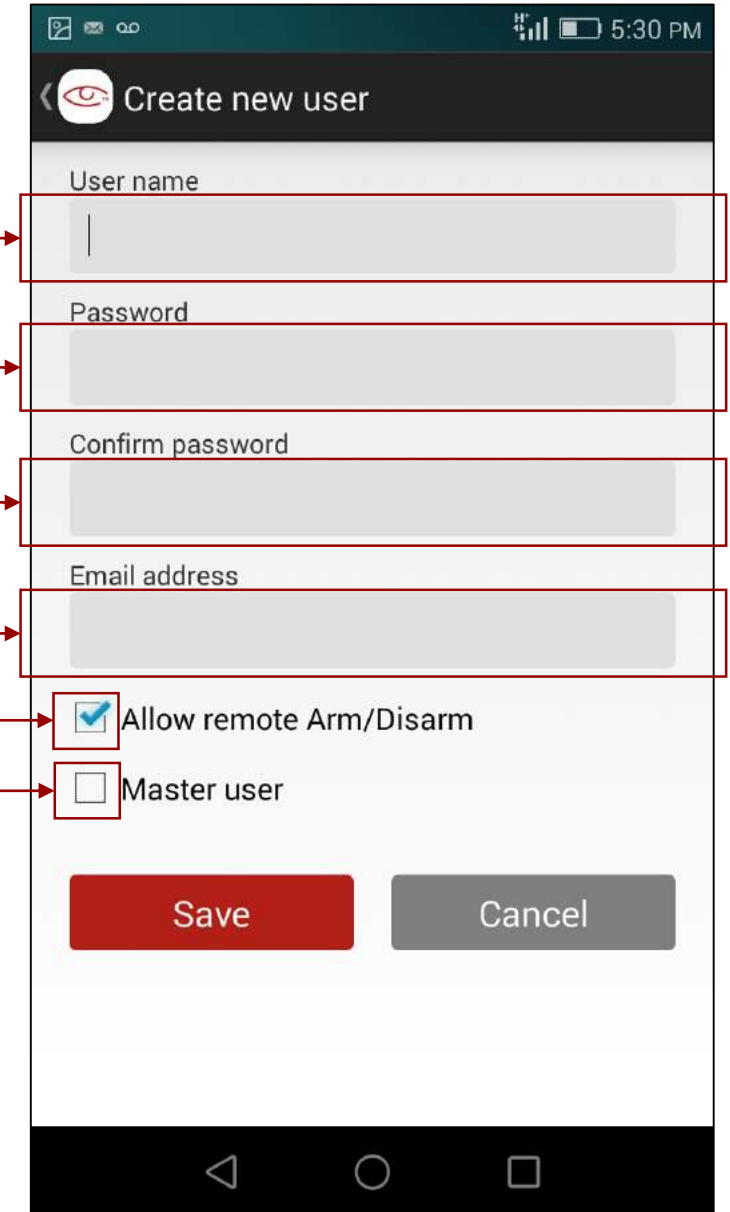 5:30 PM
Create new user
User name
Password
Confirm password
Email address
Allow remote Arm/Disarm
Master user
Save Cancel